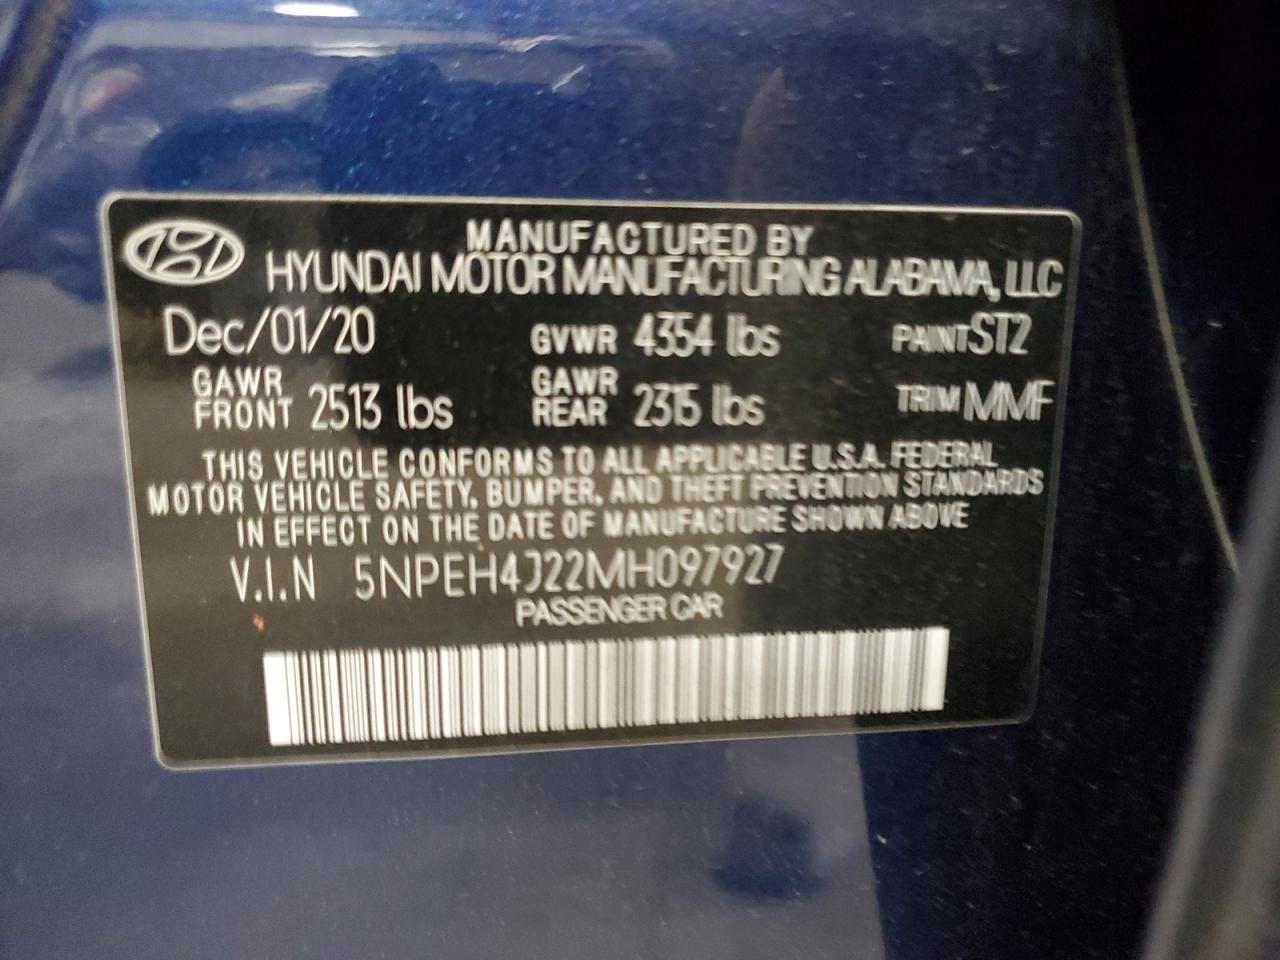 MANUFACTURED BY
HYUNDAI MOTOR MANUFACTURING ALABAMA, LLC
Dec/01/20 GVWR 4354 lbs PAINT ST2
GAWR FRONT 2513 lbs GAWR REAR 2315 lbs TRIM MMF
THIS VEHICLE CONFORMS TO ALL APPLICABLE U.S.A. FEDERAL
MOTOR VEHICLE SAFETY, BUMPER, AND THEFT PREVENTION STANDARDS
IN EFFECT ON THE DATE OF MANUFACTURE SHOWN ABOVE
V.I.N 5NPEH4J22MH097927
PASSENGER CAR